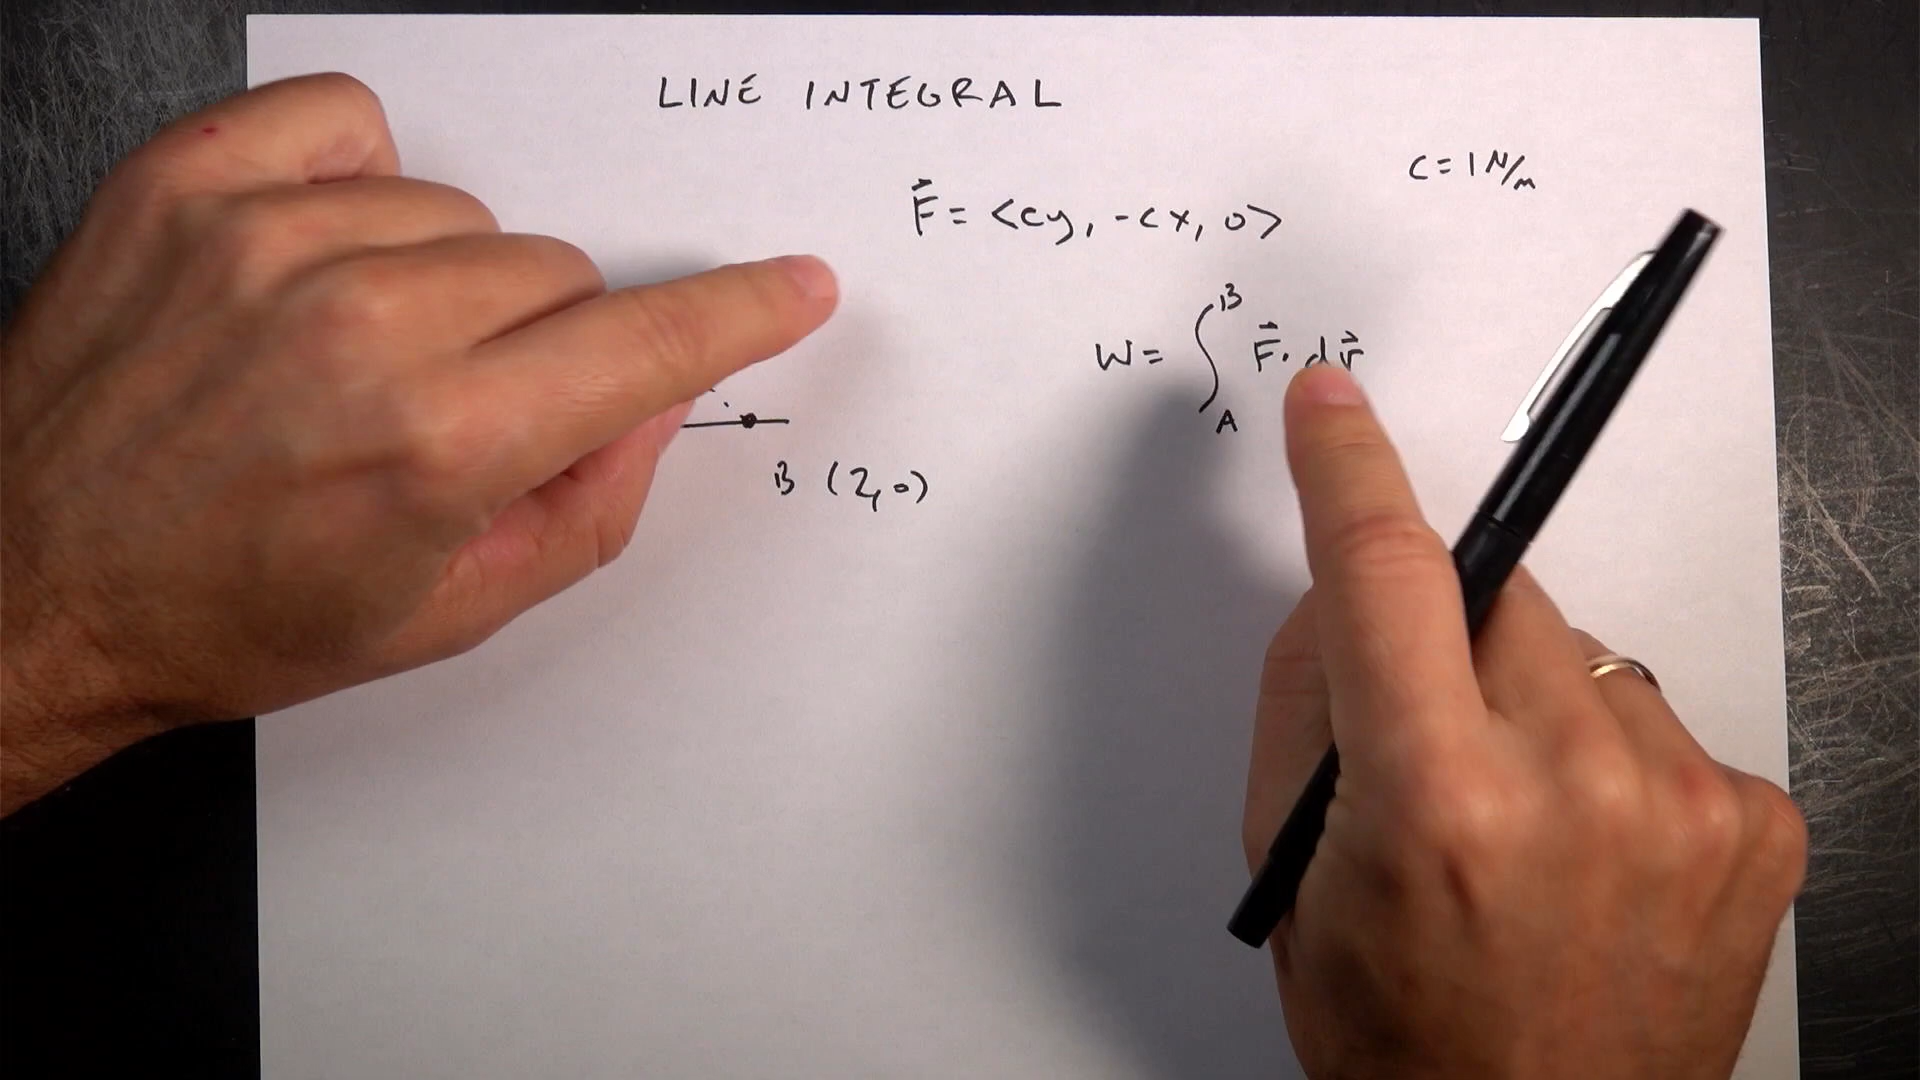 LINE INTEGRAL
C = 1 N/m
F⃗ = <cy, -cx, 0>
W = ∫_A^B F⃗ · dr⃗
B (2,0)